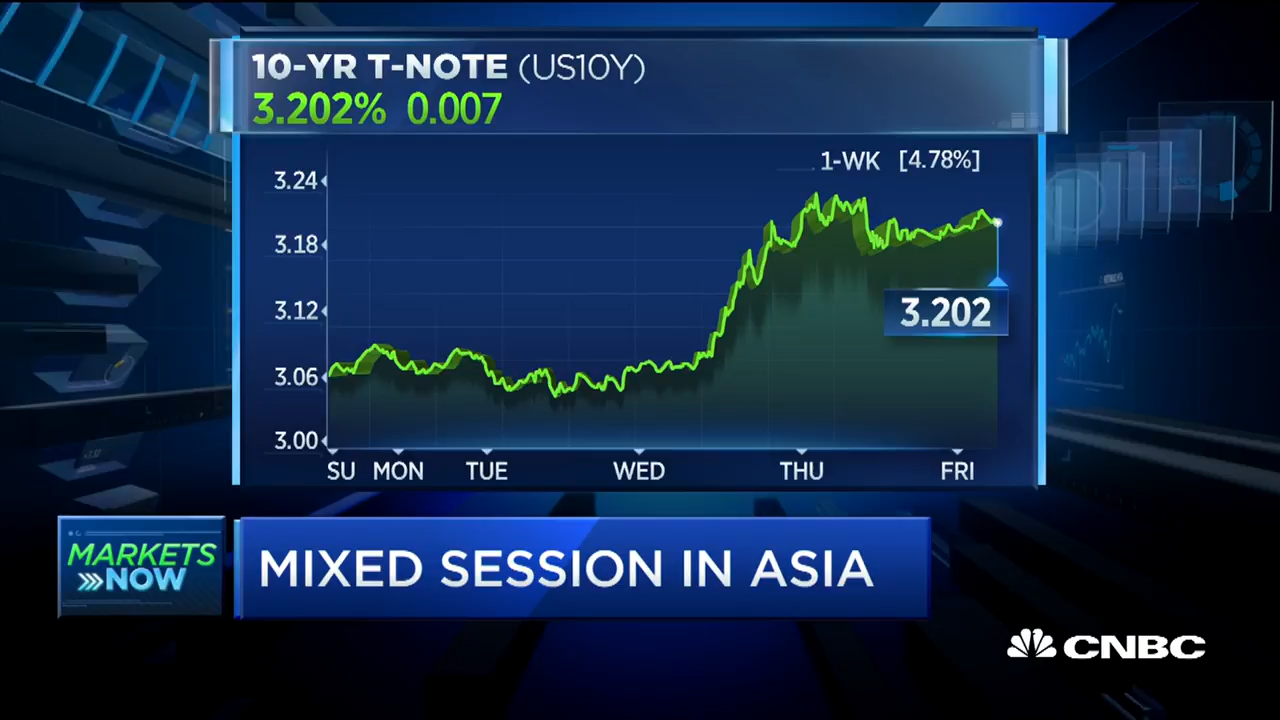 10-YR T-NOTE (US10Y)
3.202% 0.007
1-WK [4.78%]
3.24
3.18
3.12
3.06
3.00
3.202
SU MON TUE WED THU FRI
MARKETS
NOW
MIXED SESSION IN ASIA
CNBC